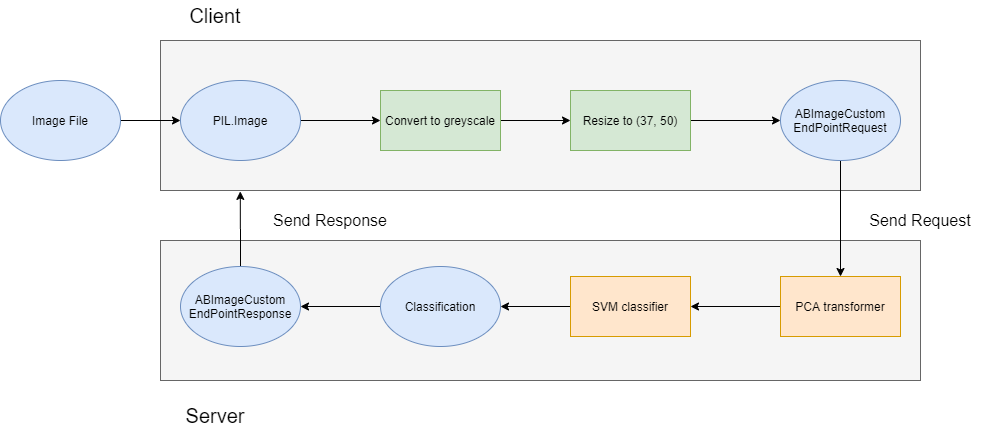 Client
Image File
PIL.Image
Convert to greyscale
Resize to (37, 50)
ABImageCustom
EndPointRequest
Send Response
Send Request
ABImageCustom
EndPointResponse
Classification
SVM classifier
PCA transformer
Server